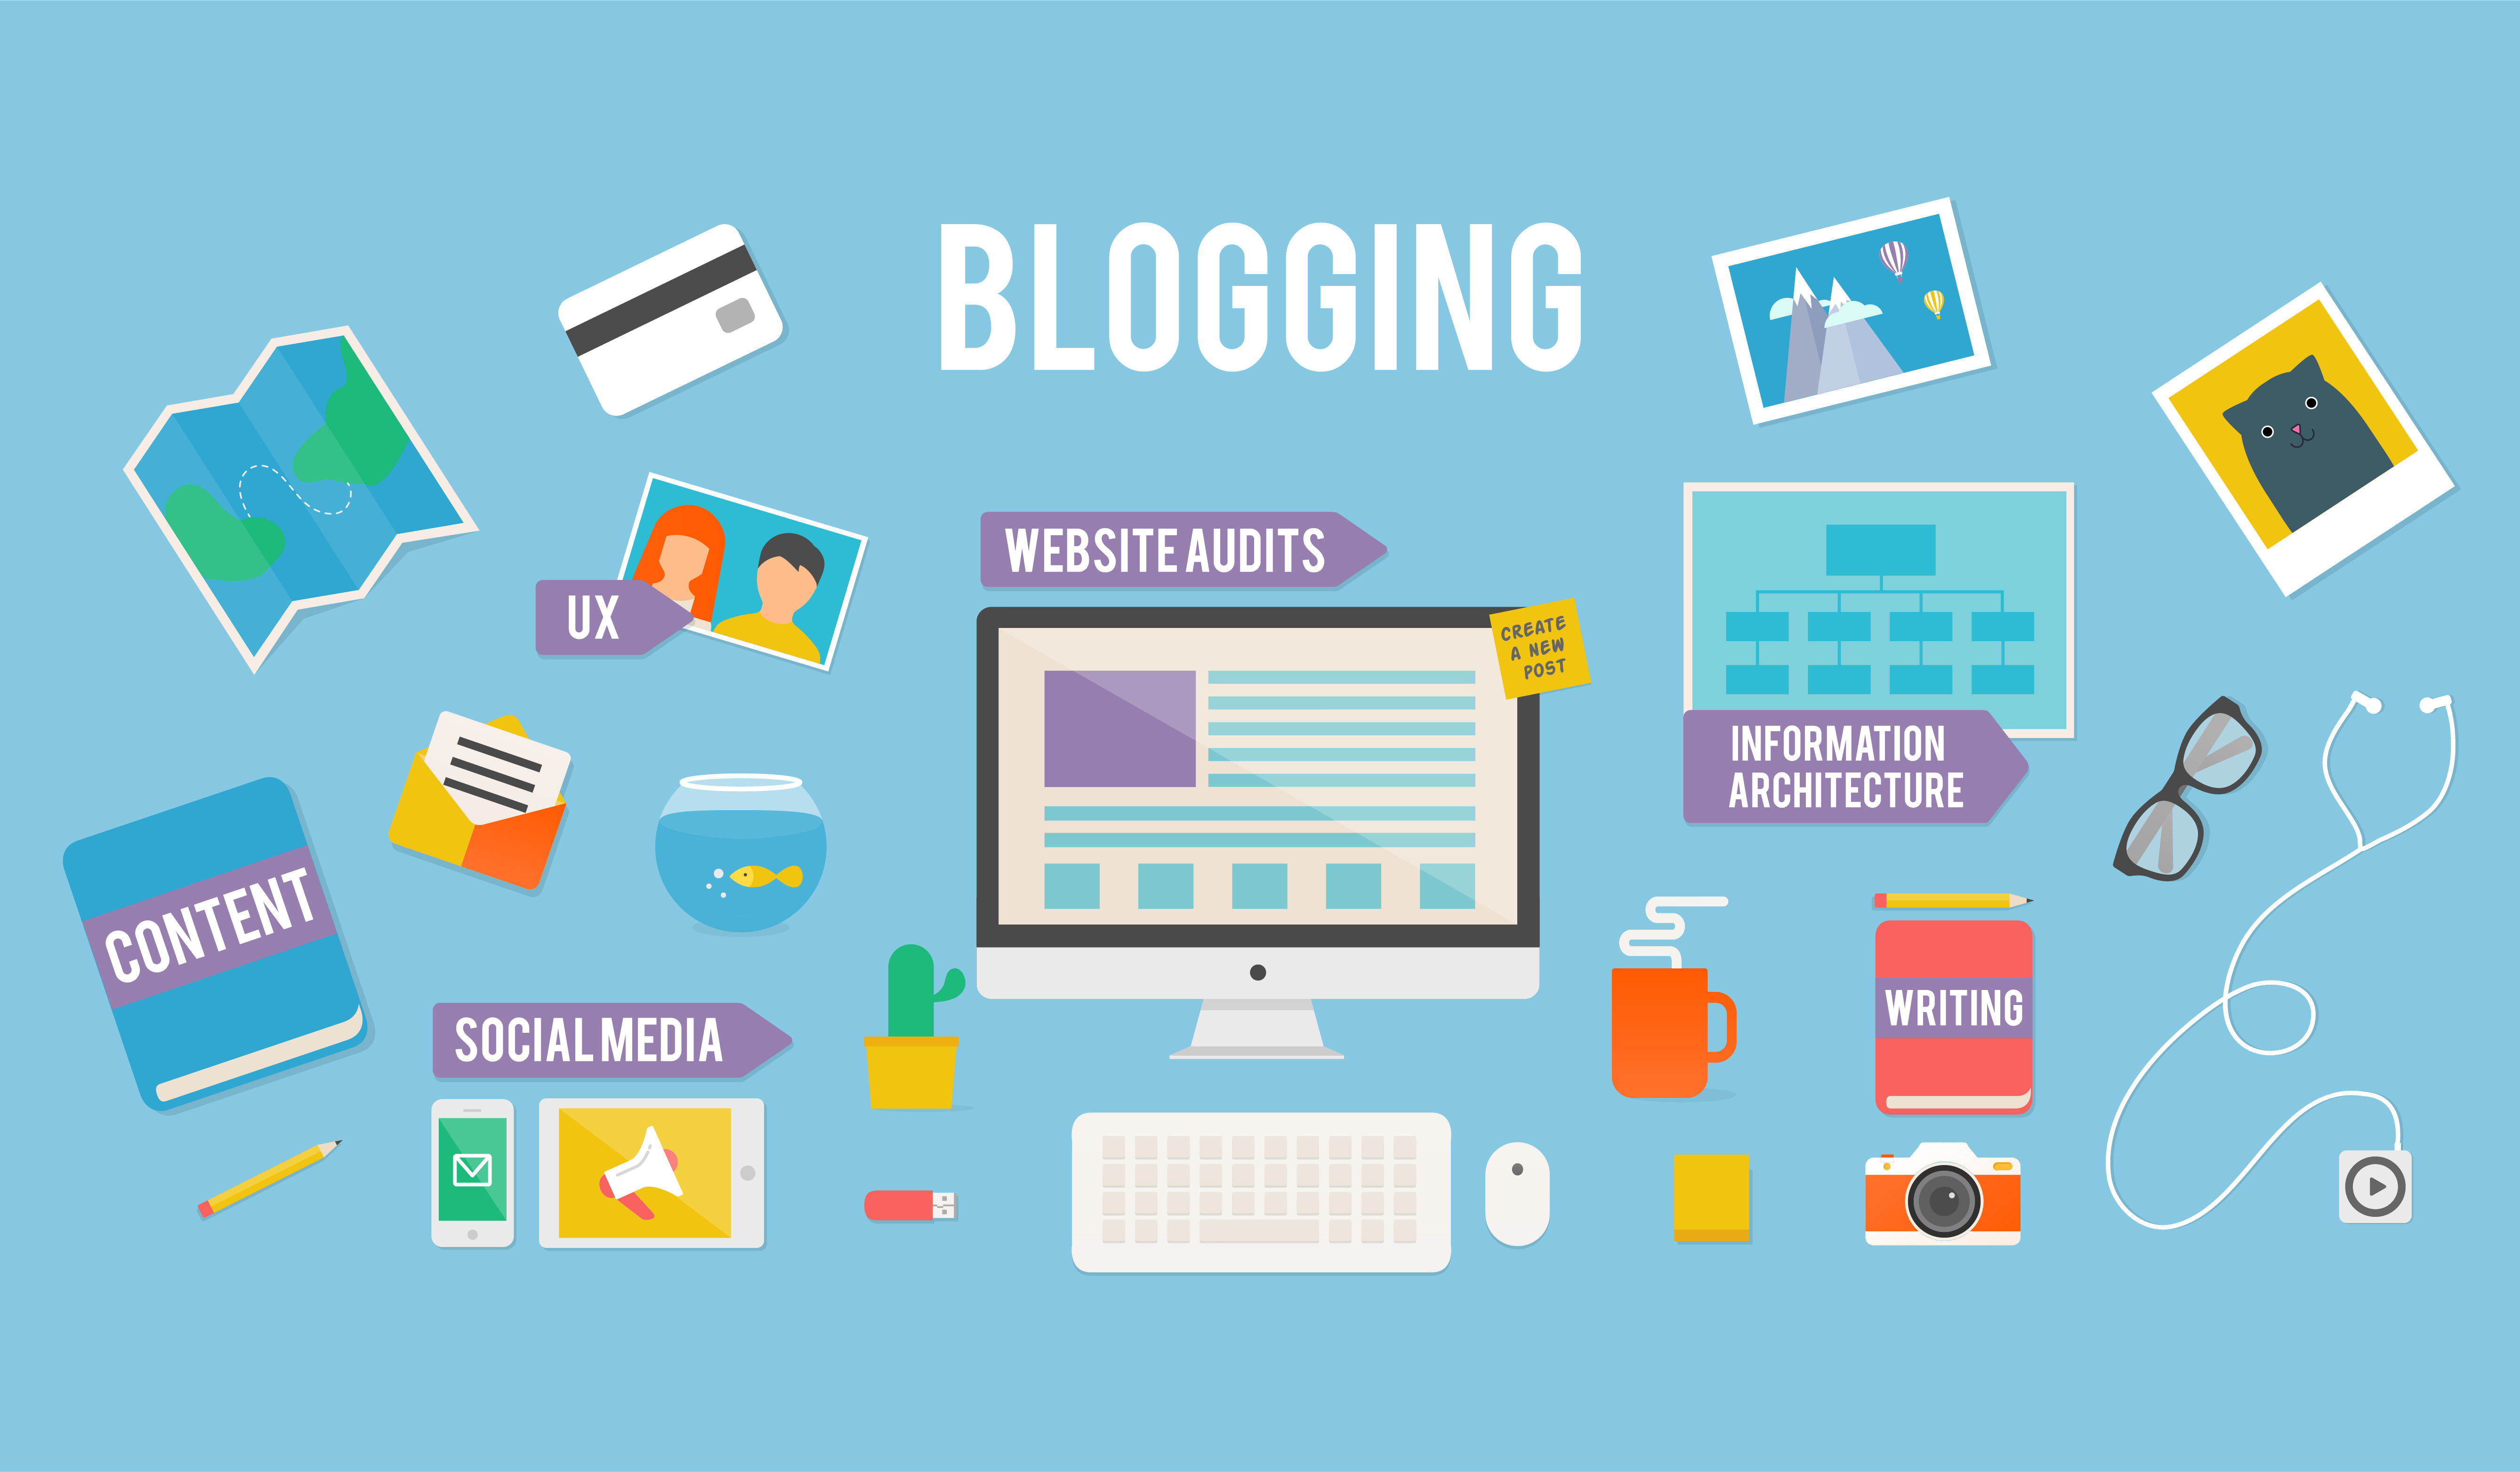 BLOGGING
WEBSITE AUDITS
UX
CREATE
A NEW
POST
INFORMATION
ARCHITECTURE
CONTENT
SOCIAL MEDIA
WRITING